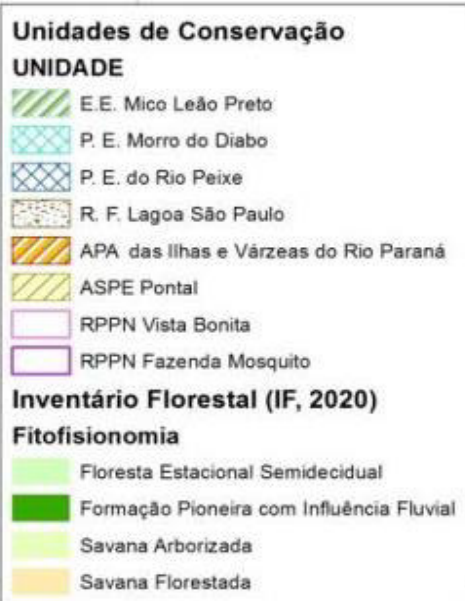 Unidades de Conservação
UNIDADE
E.E. Mico Leão Preto
P. E. Morro do Diabo
P. E. do Rio Peixe
R. F. Lagoa São Paulo
APA das Ilhas e Várzeas do Rio Paraná
ASPE Pontal
RPPN Vista Bonita
RPPN Fazenda Mosquito
Inventário Florestal (IF, 2020)
Fitofisionomia
Floresta Estacional Semidecidual
Formação Pioneira com Influência Fluvial
Savana Arborizada
Savana Florestada